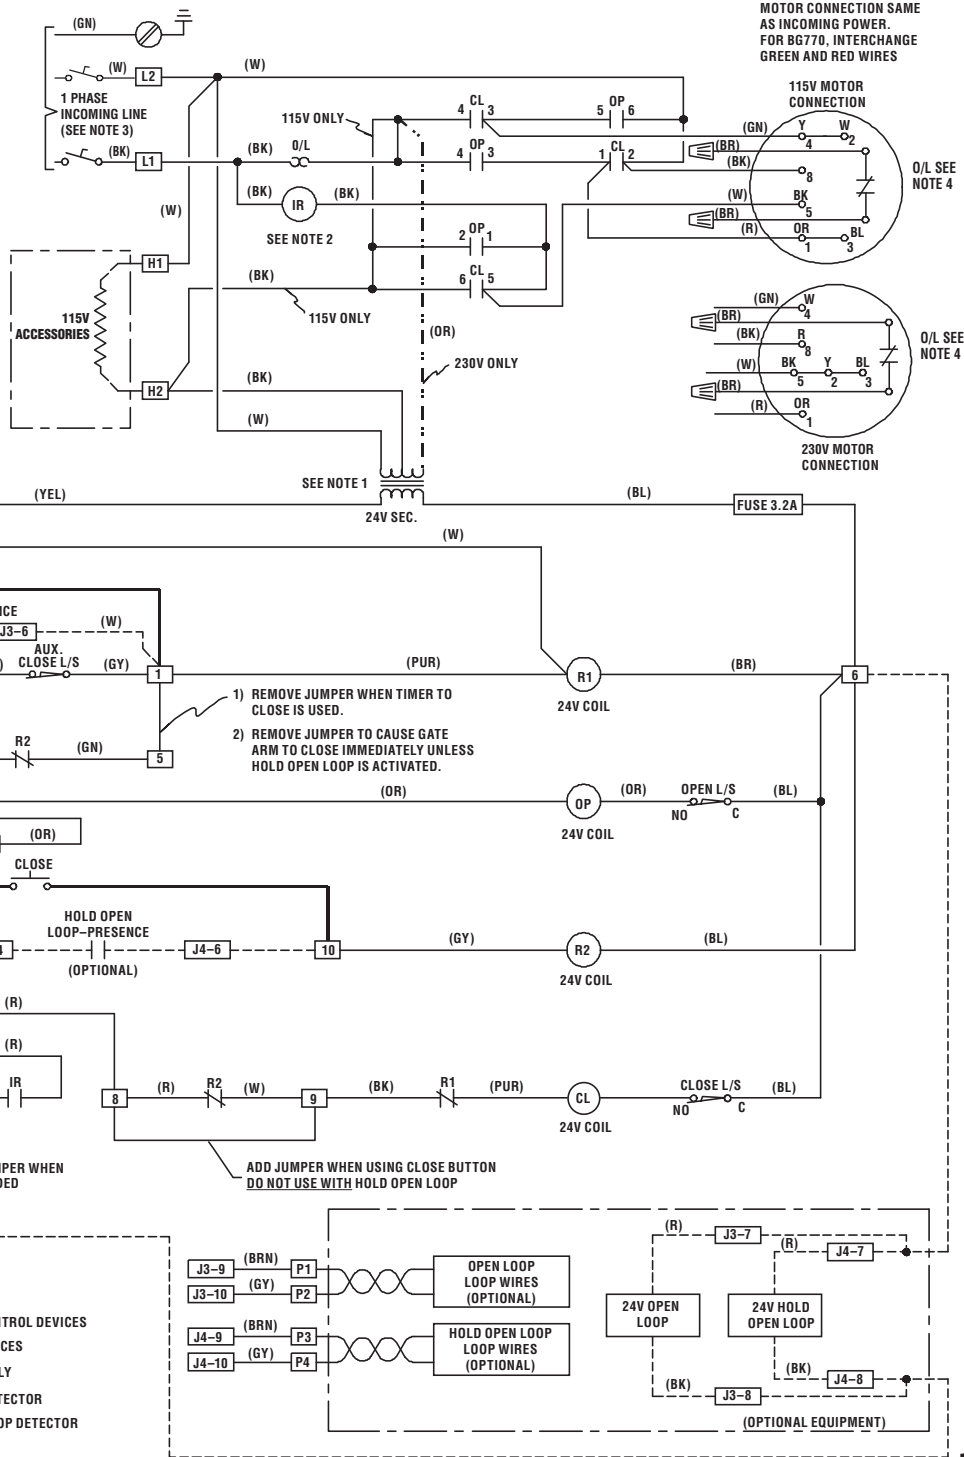 MOTOR CONNECTION SAME
AS INCOMING POWER.
FOR BG770, INTERCHANGE
GREEN AND RED WIRES
(GN)
(W)
L2
(W)
1 PHASE
INCOMING LINE
(SEE NOTE 3)
(BK)
L1
115V ONLY
(BK)
O/L
4 CL 3
5 OP 6
4 OP 3
1 CL 2
115V MOTOR
CONNECTION
(GN)
Y
4
W
2
(BR)
(BK)
8
(W)
BK
5
(BR)
(R)
OR
1
BL
3
O/L SEE
NOTE 4
(BK)
IR
(BK)
SEE NOTE 2
(W)
2 OP 1
6 CL 5
H1
(BK)
115V ONLY
115V
ACCESSORIES
(OR)
230V ONLY
H2
(BK)
(W)
(GN)
W
4
(BR)
(BK)
R
8
(W)
BK
5
Y
2
BL
3
(BR)
(R)
OR
1
O/L SEE
NOTE 4
230V MOTOR
CONNECTION
SEE NOTE 1
24V SEC.
(YEL)
(BL)
FUSE 3.2A
(W)
NCE
J3–6
(W)
)
AUX.
CLOSE L/S
(GY)
1
(PUR)
R1
24V COIL
(BR)
6
1) REMOVE JUMPER WHEN TIMER TO
CLOSE IS USED.
2) REMOVE JUMPER TO CAUSE GATE
ARM TO CLOSE IMMEDIATELY UNLESS
HOLD OPEN LOOP IS ACTIVATED.
R2
(GN)
5
(OR)
OP
24V COIL
(OR)
OPEN L/S
NO
C
(BL)
(OR)
CLOSE
HOLD OPEN
LOOP–PRESENCE
(OPTIONAL)
4
J4–6
10
(GY)
R2
24V COIL
(BL)
(R)
(R)
IR
8
(R)
R2
(W)
9
(BK)
R1
(PUR)
CL
24V COIL
CLOSE L/S
NO
C
(BL)
MPER WHEN
DED
ADD JUMPER WHEN USING CLOSE BUTTON
DO NOT USE WITH HOLD OPEN LOOP
J3–9
(BRN)
P1
J3–10
(GY)
P2
OPEN LOOP
LOOP WIRES
(OPTIONAL)
J4–9
(BRN)
P3
J4–10
(GY)
P4
HOLD OPEN LOOP
LOOP WIRES
(OPTIONAL)
(R)
J3–7
(R)
J4–7
24V OPEN
LOOP
24V HOLD
OPEN LOOP
(BK)
J4–8
(BK)
J3–8
(OPTIONAL EQUIPMENT)
NTROL DEVICES
ICES
LY
TECTOR
OP DETECTOR